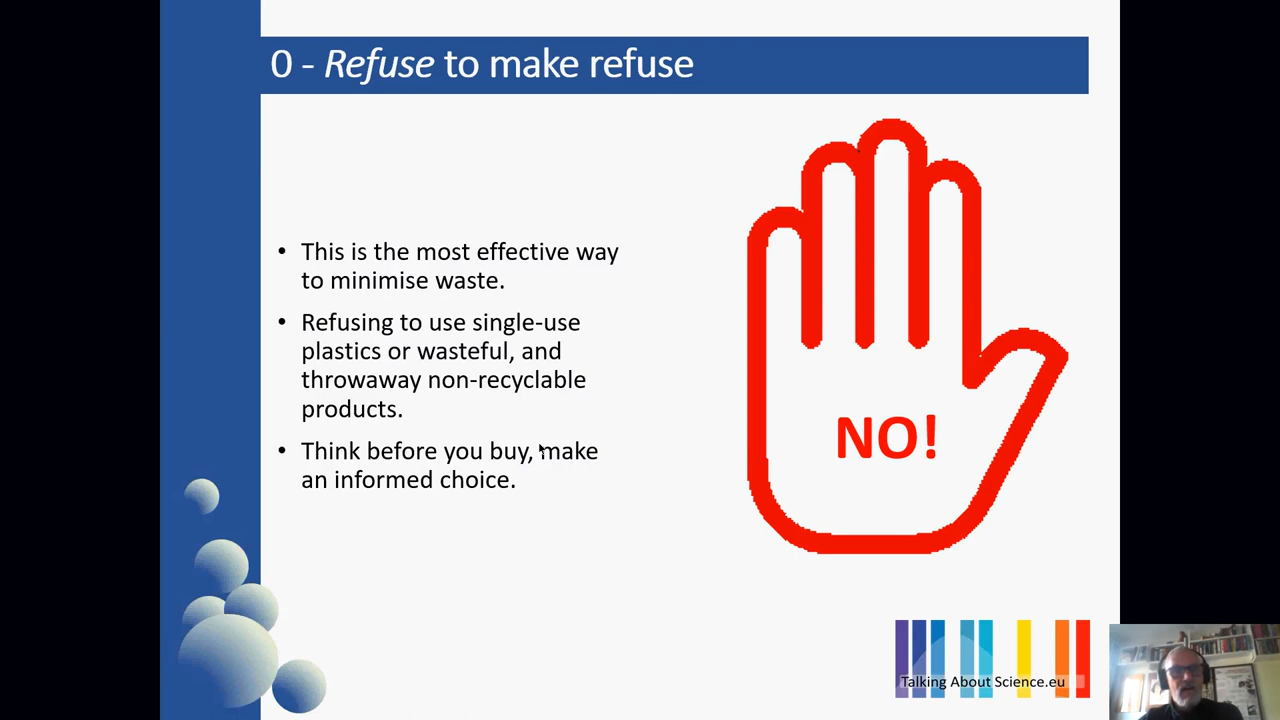 0 - Refuse to make refuse
• This is the most effective way
to minimise waste.
• Refusing to use single-use
plastics or wasteful, and
throwaway non-recyclable
products.
• Think before you buy, make
an informed choice.
NO!
Talking About Science.eu